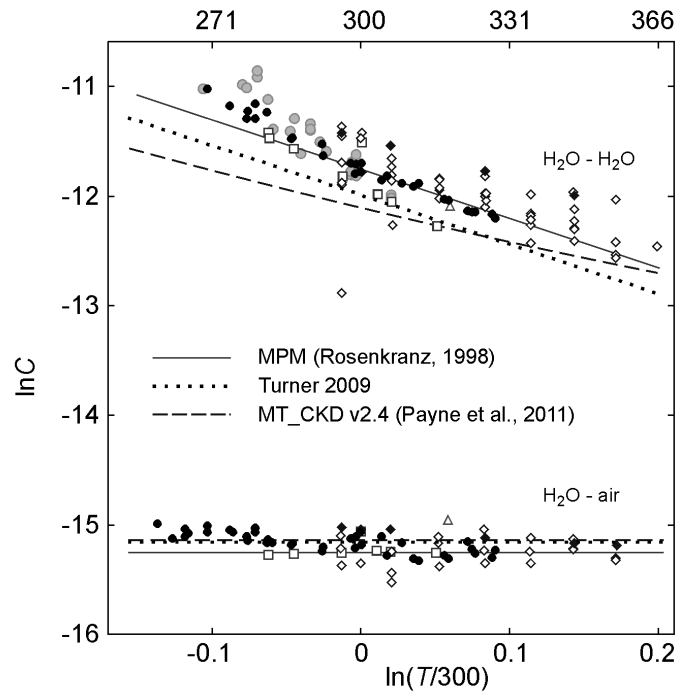 271 300 331 366
-11
H₂O - H₂O
-12
-13
MPM (Rosenkranz, 1998)
Turner 2009
MT_CKD v2.4 (Payne et al., 2011)
lnC
-14
H₂O - air
-15
-16
-0.1 0 0.1 0.2
ln(T/300)